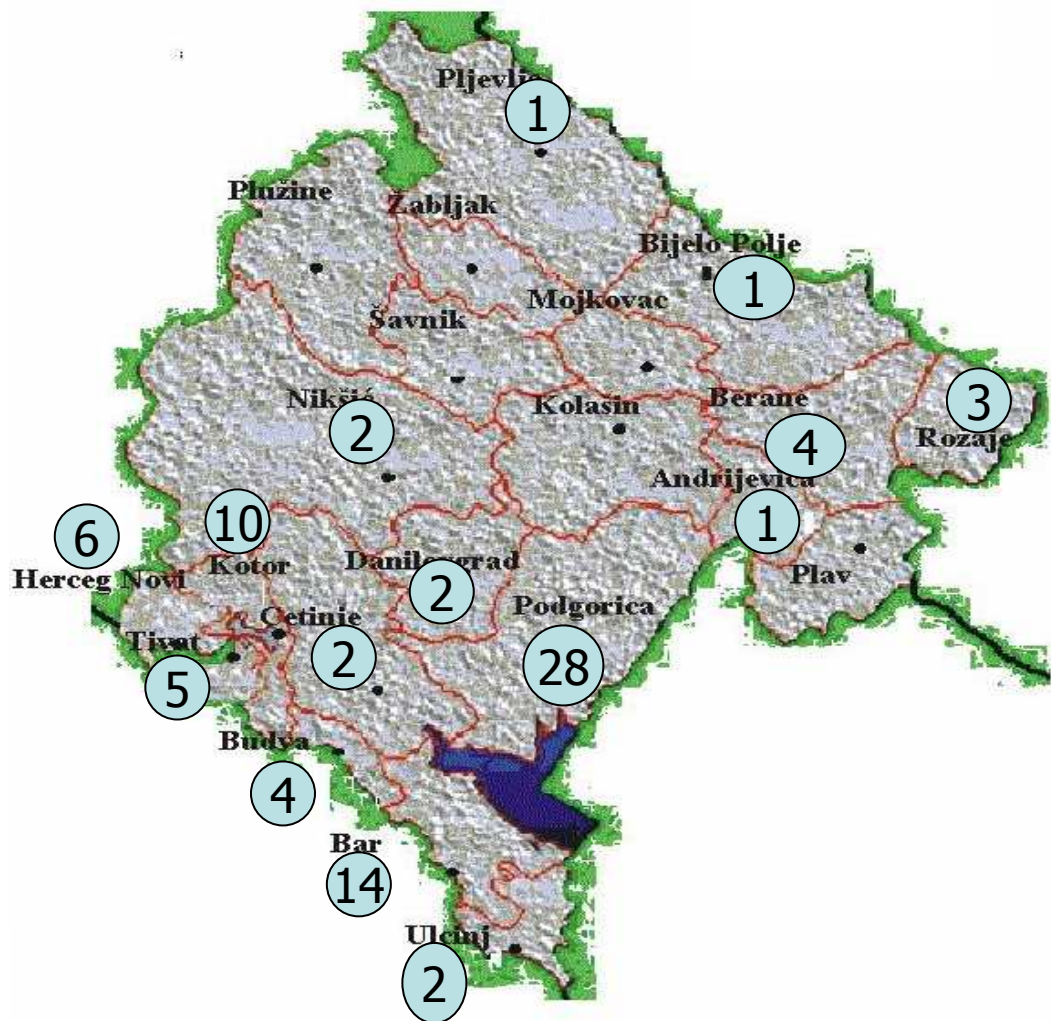 Pljevlja
1
Plužine
Žabljak
Bijelo Polje
1
Mojkovac
Šavnik
Nikšić
2
Kolašin
Berane
4
3
Rozaje
Andrijevica
1
6
Herceg Novi
10
Kotor
Danilovgrad
2
Plav
Podgorica
28
Cetinje
2
Tivat
5
Budva
4
Bar
14
Ulcinj
2